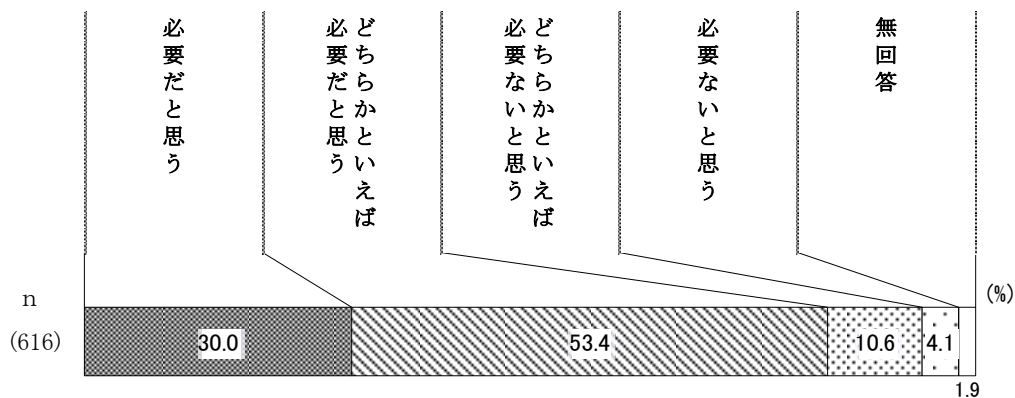 必要だと思う
どちらかといえば
必要だと思う
どちらかといえば
必要ないと思う
必要ないと思う
無回答
(%)
n
(616)
30.0
53.4
10.6
4.1
1.9